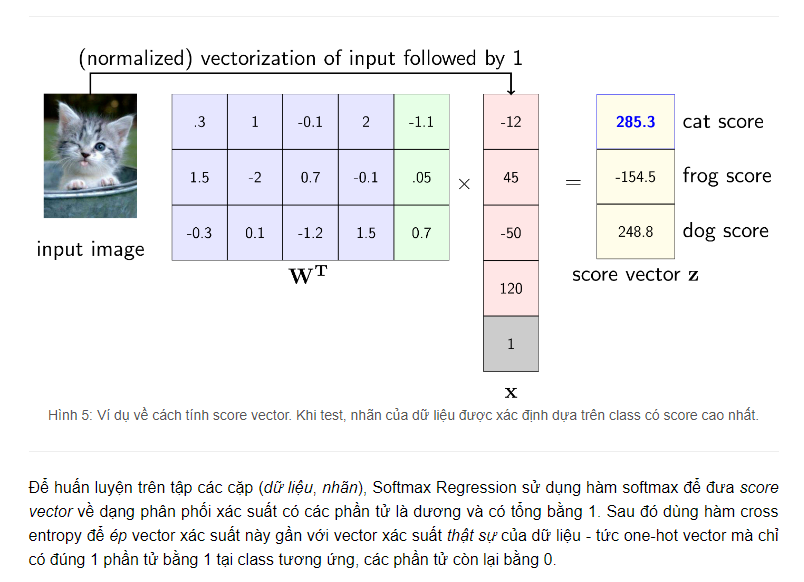 (normalized) vectorization of input followed by 1
.3 1 -0.1 2 -1.1 -12 285.3 cat score
1.5 -2 0.7 -0.1 .05 × 45 = -154.5 frog score
-0.3 0.1 -1.2 1.5 0.7 -50 248.8 dog score
input image
W^T score vector z
120
1
x
Hình 5: Ví dụ về cách tính score vector. Khi test, nhãn của dữ liệu được xác định dựa trên class có score cao nhất.
Để huấn luyện trên tập các cặp (dữ liệu, nhãn), Softmax Regression sử dụng hàm softmax để đưa score
vector về dạng phân phối xác suất có các phần tử là dương và có tổng bằng 1. Sau đó dùng hàm cross
entropy để ép vector xác suất này gần với vector xác suất thật sự của dữ liệu - tức one-hot vector mà chỉ
có đúng 1 phần tử bằng 1 tại class tương ứng, các phần tử còn lại bằng 0.